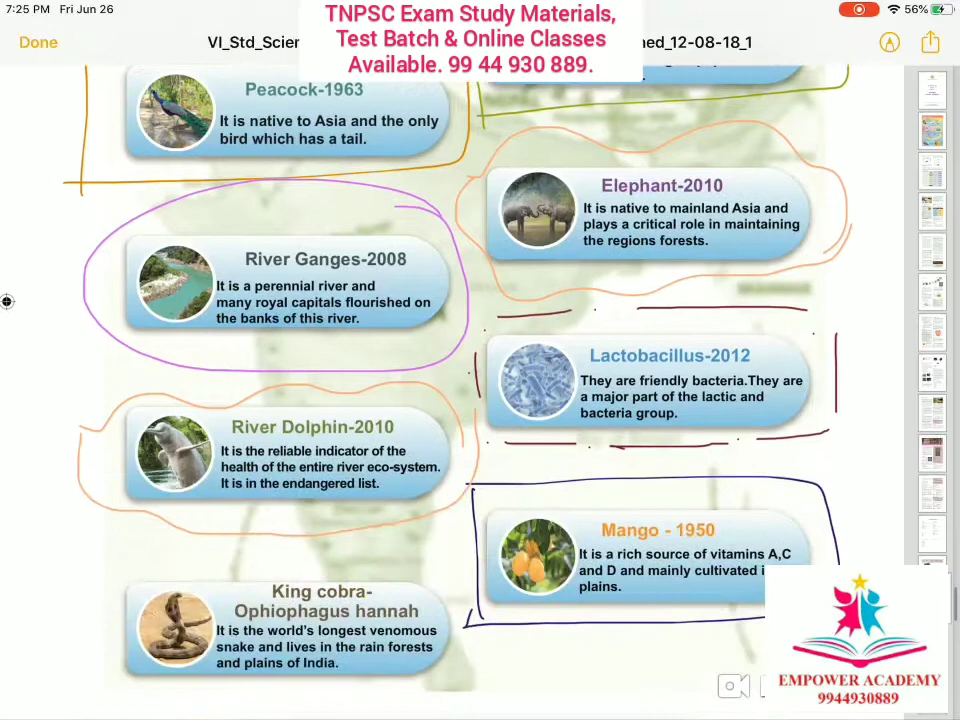 7:25 PM Fri Jun 26
56%
TNPSC Exam Study Materials,
Test Batch & Online Classes
Available. 99 44 930 889.
Done
VI_Std_Scien
ned_12-08-18_1
Peacock-1963
It is native to Asia and the only
bird which has a tail.
River Ganges-2008
It is a perennial river and
many royal capitals flourished on
the banks of this river.
River Dolphin-2010
It is the reliable indicator of the
health of the entire river eco-system.
It is in the endangered list.
King cobra-
Ophiophagus hannah
It is the world's longest venomous
snake and lives in the rain forests
and plains of India.
Elephant-2010
It is native to mainland Asia and
plays a critical role in maintaining
the regions forests.
Lactobacillus-2012
They are friendly bacteria.They are
a major part of the lactic and
bacteria group.
Mango - 1950
It is a rich source of vitamins A,C
and D and mainly cultivated i
plains.
EMPOWER ACADEMY
9944930889